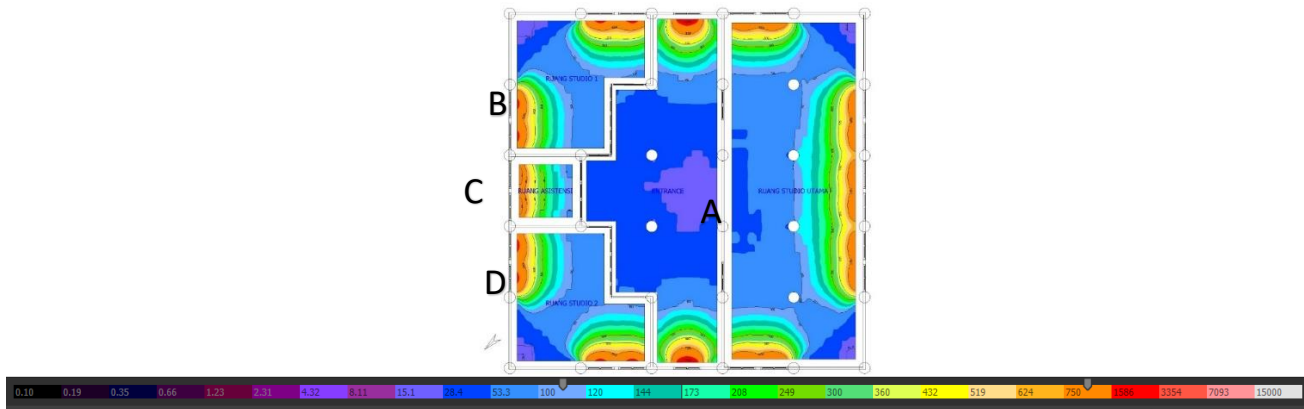 RUANG STUDIO 1
B
C
RUANG ASISTENSI
ENTRANCE
A
RUANG STUDIO UTAMA
D
RUANG STUDIO 2
0.10 0.19 0.35 0.66 1.23 2.31 4.32 8.11 15.1 28.4 53.3 100 120 144 173 208 249 300 360 432 519 624 750 1586 3354 7093 15000